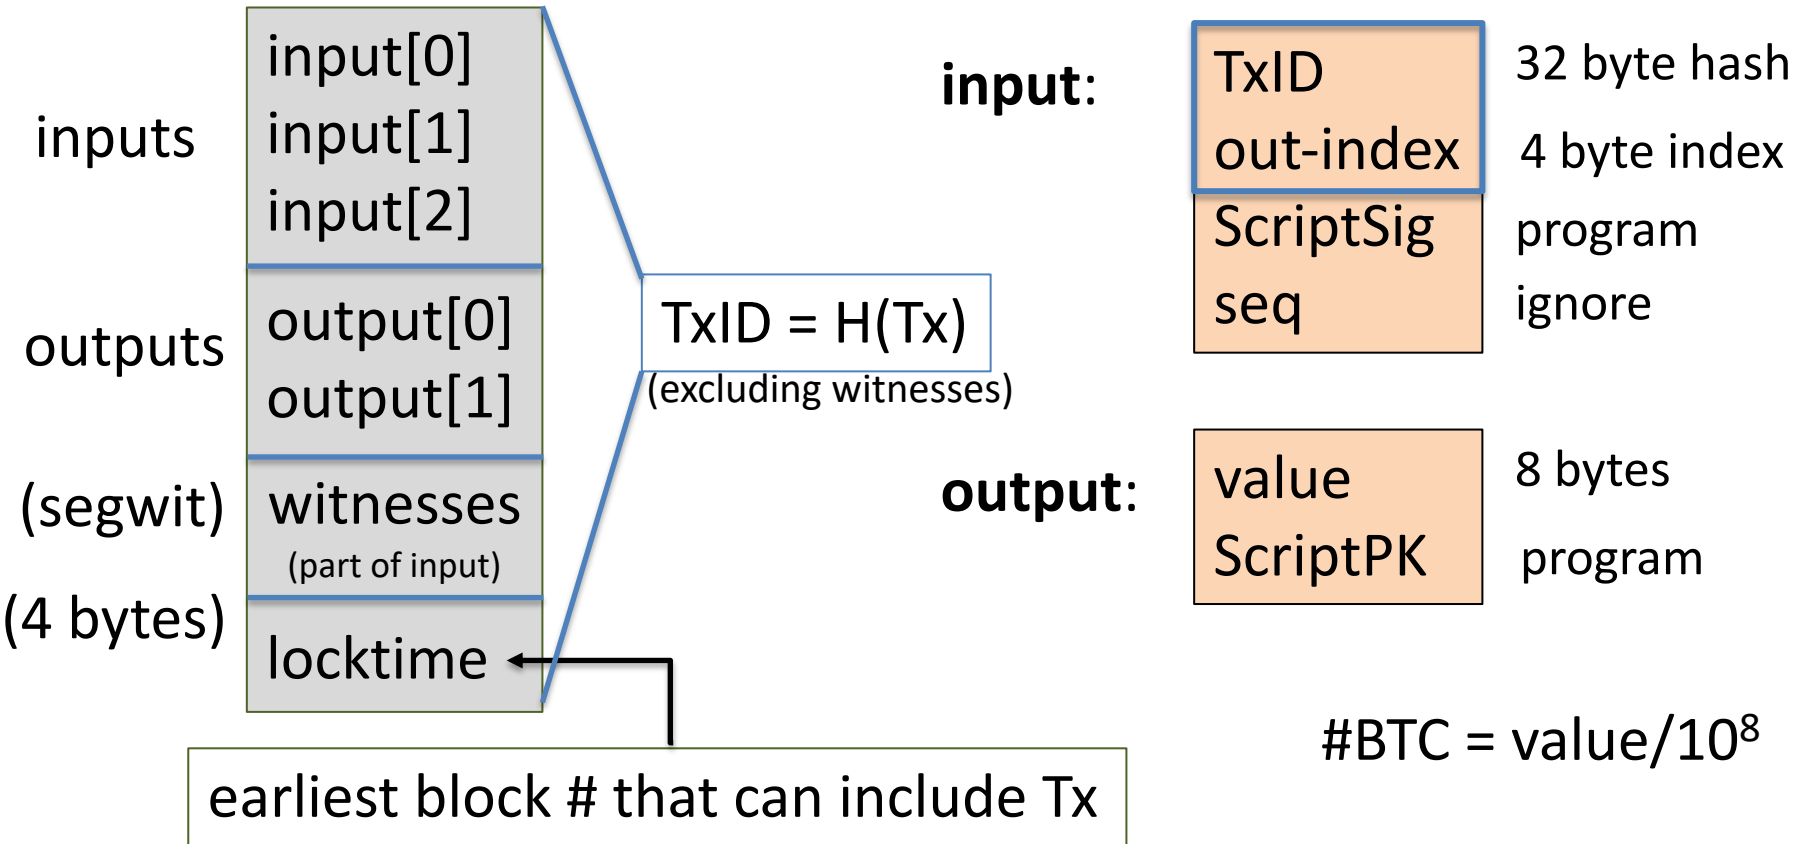 inputs
input[0]
input[1]
input[2]
outputs
output[0]
output[1]
(segwit)
witnesses
(part of input)
(4 bytes)
locktime
TxID = H(Tx)
(excluding witnesses)
earliest block # that can include Tx
input:
TxID 32 byte hash
out-index 4 byte index
ScriptSig program
seq ignore
output:
value 8 bytes
ScriptPK program
#BTC = value/10⁸